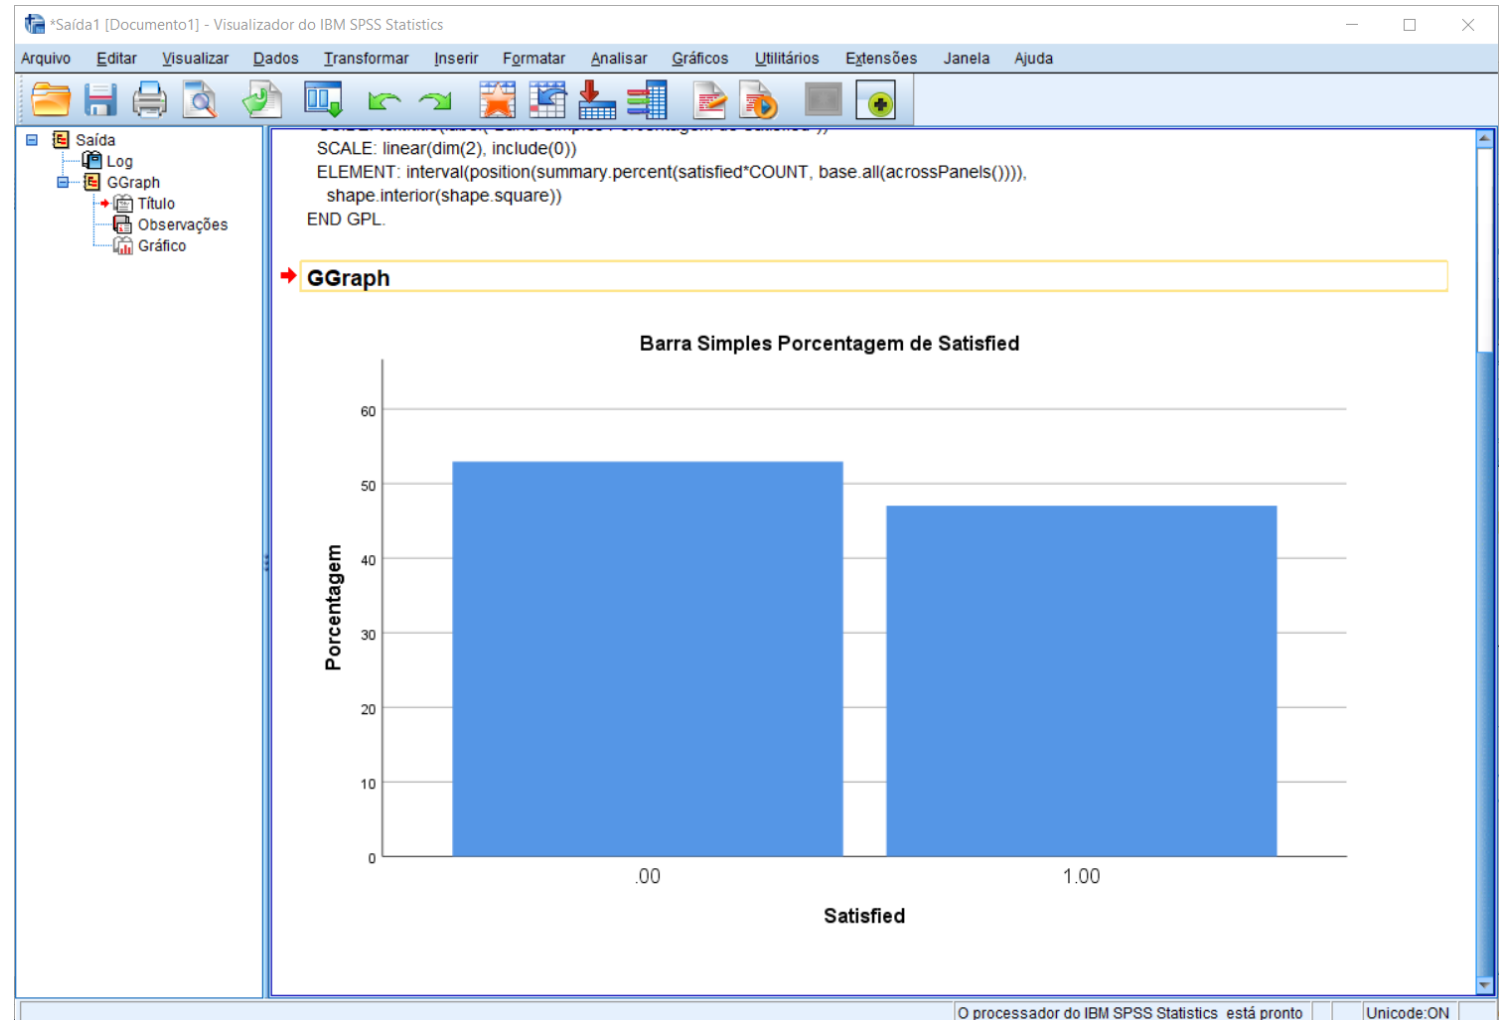 *Saída1 [Documento1] - Visualizador do IBM SPSS Statistics
Arquivo Editar Visualizar Dados Transformar Inserir Formatar Analisar Gráficos Utilitários Extensões Janela Ajuda
Saída
Log
GGraph
Título
Observações
Gráfico
SCALE: linear(dim(2), include(0))
ELEMENT: interval(position(summary.percent(satisfied*COUNT, base.all(acrossPanels()))),
shape.interior(shape.square))
END GPL.
GGraph
Barra Simples Porcentagem de Satisfied
Porcentagem
60
50
40
30
20
10
0
.00 1.00
Satisfied
O processador do IBM SPSS Statistics está pronto Unicode:ON